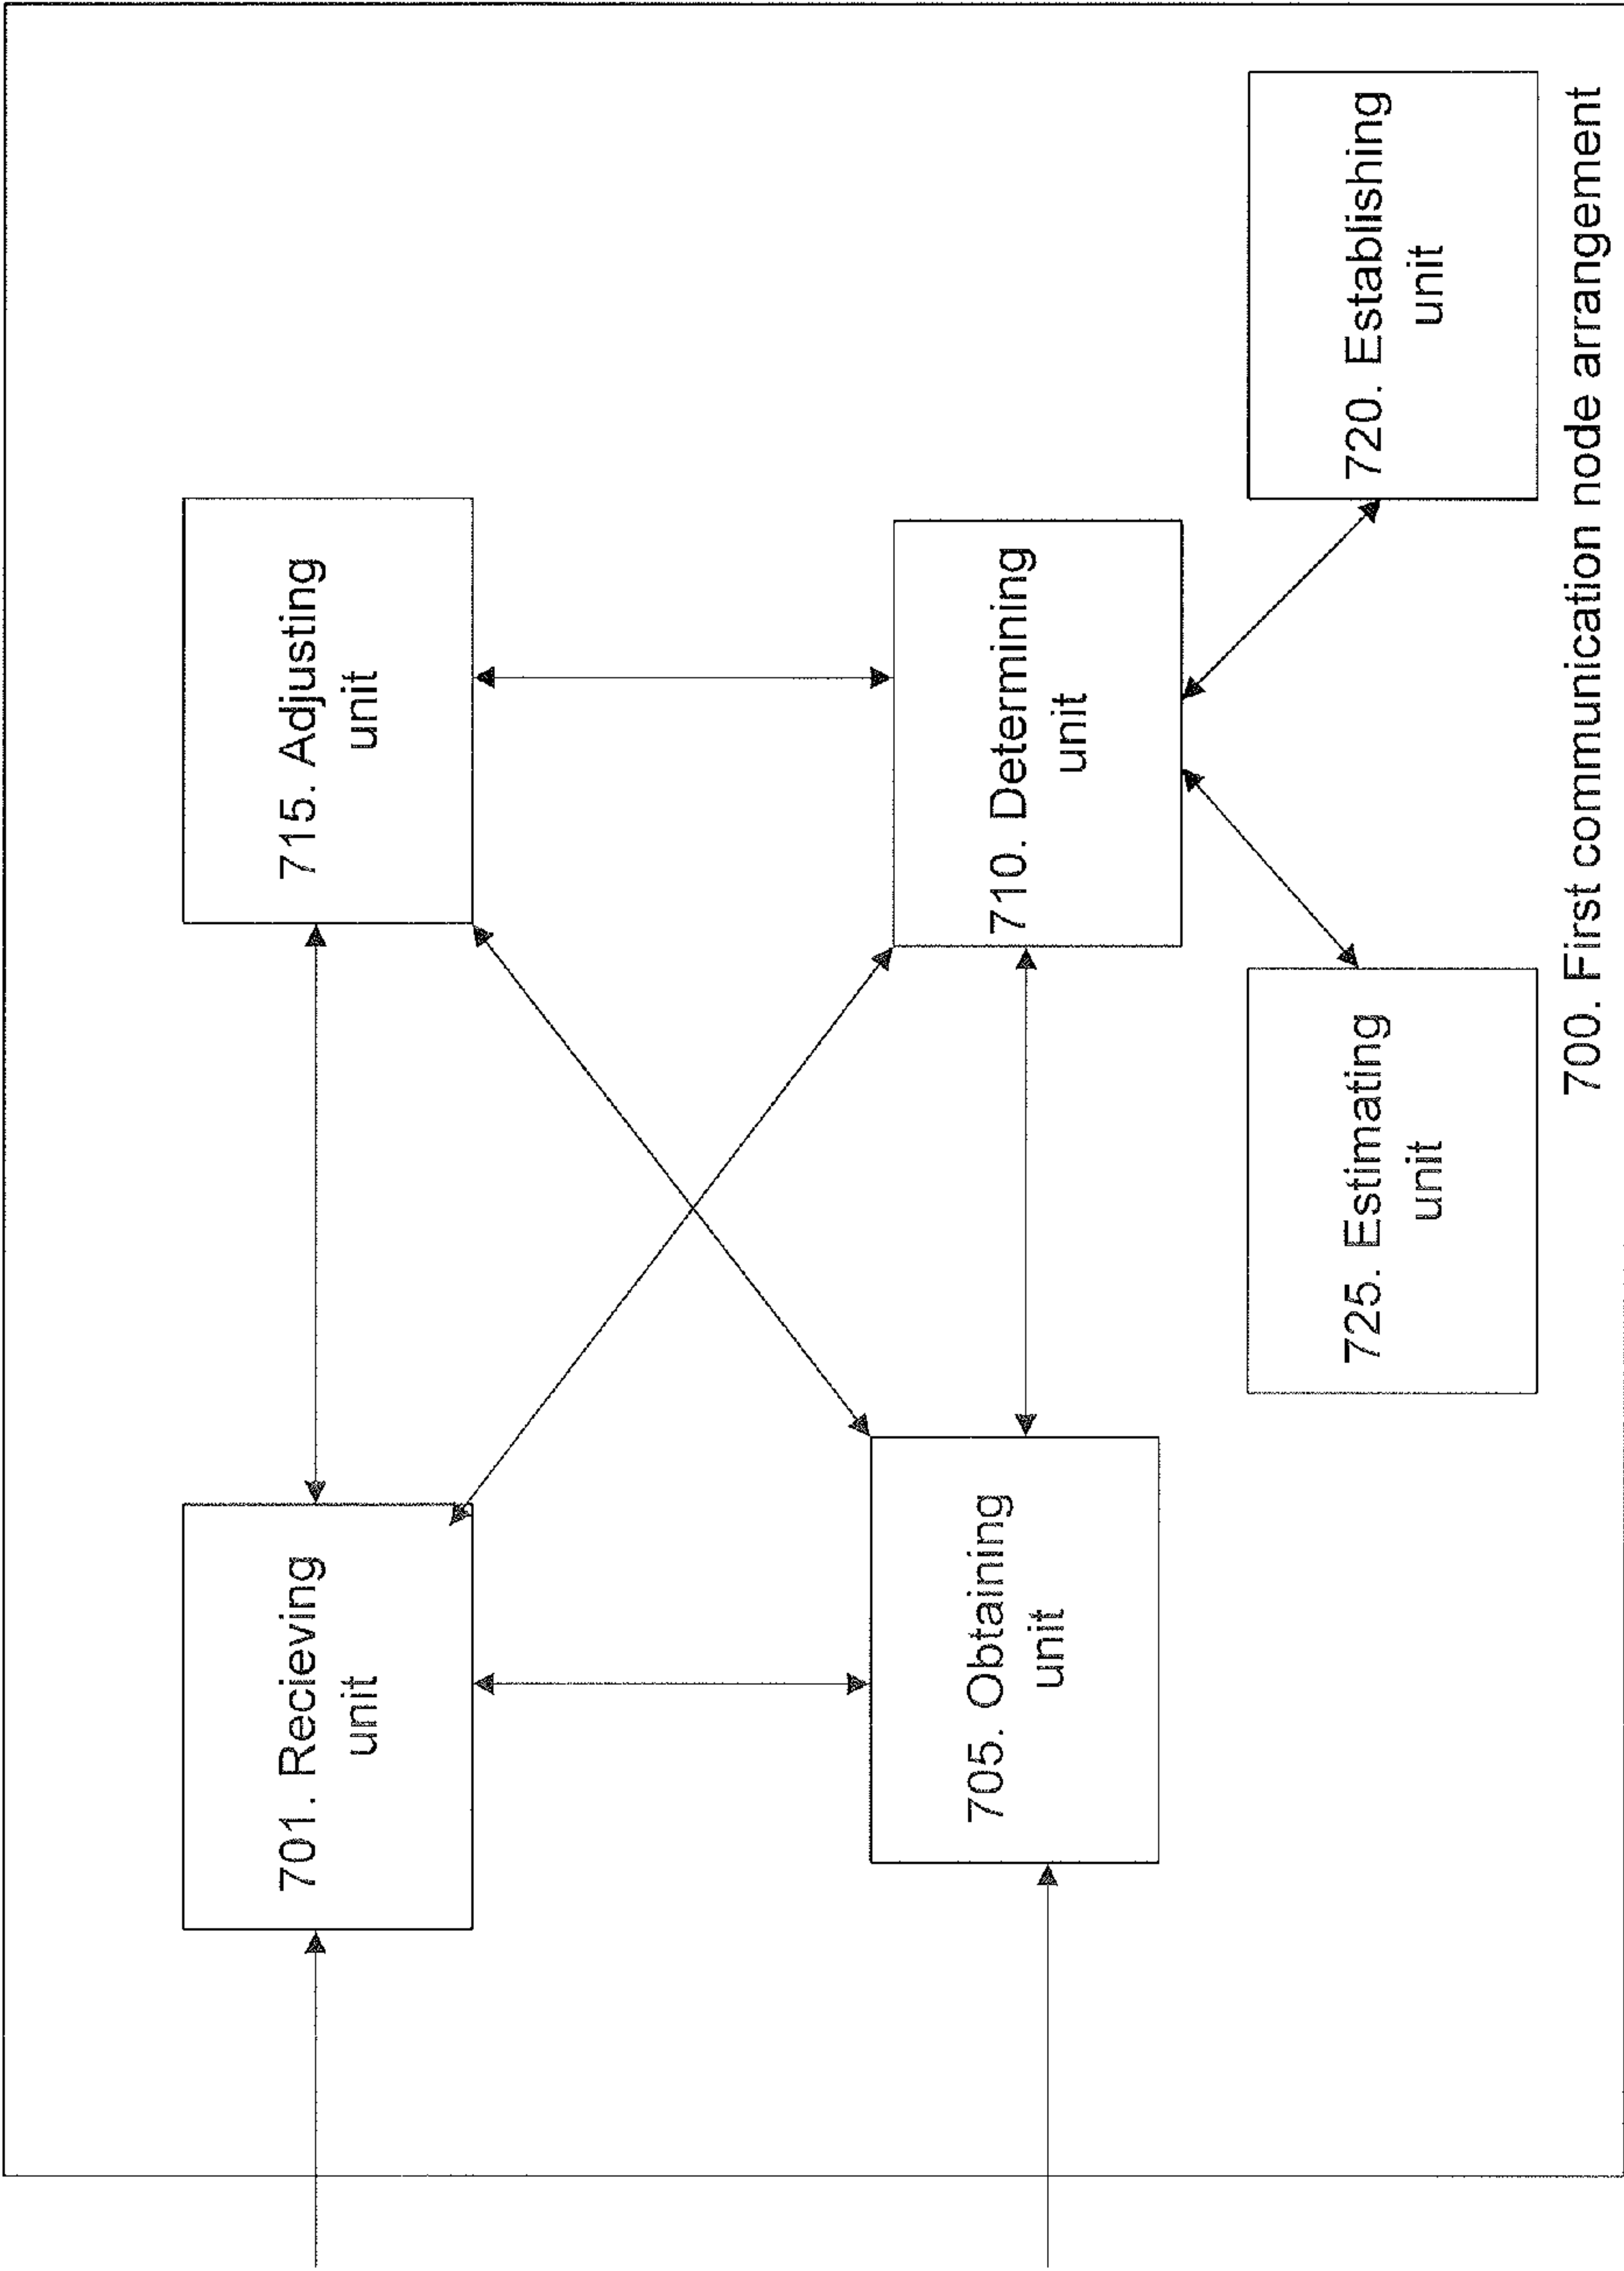 701. Recieving
unit
715. Adjusting
unit
705. Obtaining
unit
710. Determining
unit
725. Estimating
unit
720. Establishing
unit
700. First communication node arrangement